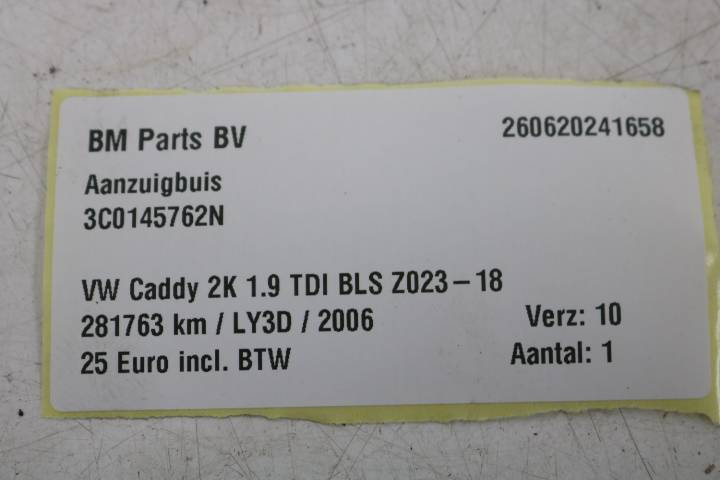 BM Parts BV 260620241658
Aanzuigbuis
3C0145762N
VW Caddy 2K 1.9 TDI BLS Z023-18
281763 km / LY3D / 2006 Verz: 10
25 Euro incl. BTW Aantal: 1